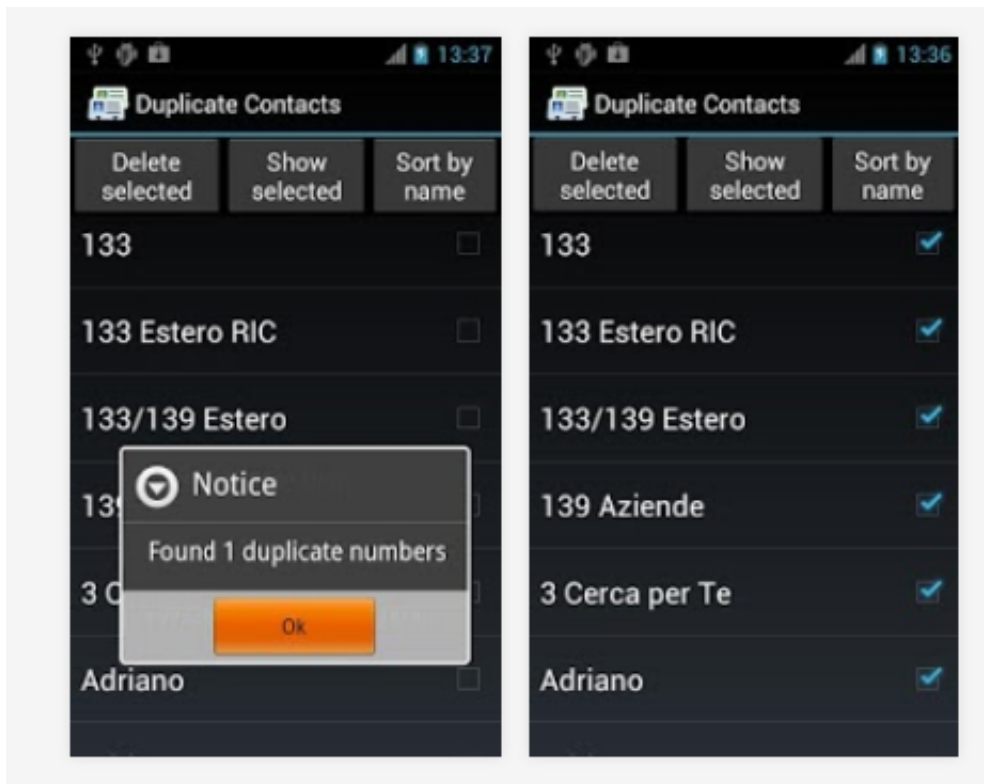 13:37
Duplicate Contacts
Delete selected
Show selected
Sort by name
133
133 Estero RIC
133/139 Estero
Notice
139
Found 1 duplicate numbers
3 C
Ok
Adriano
13:36
Duplicate Contacts
Delete selected
Show selected
Sort by name
133
133 Estero RIC
133/139 Estero
139 Aziende
3 Cerca per Te
Adriano